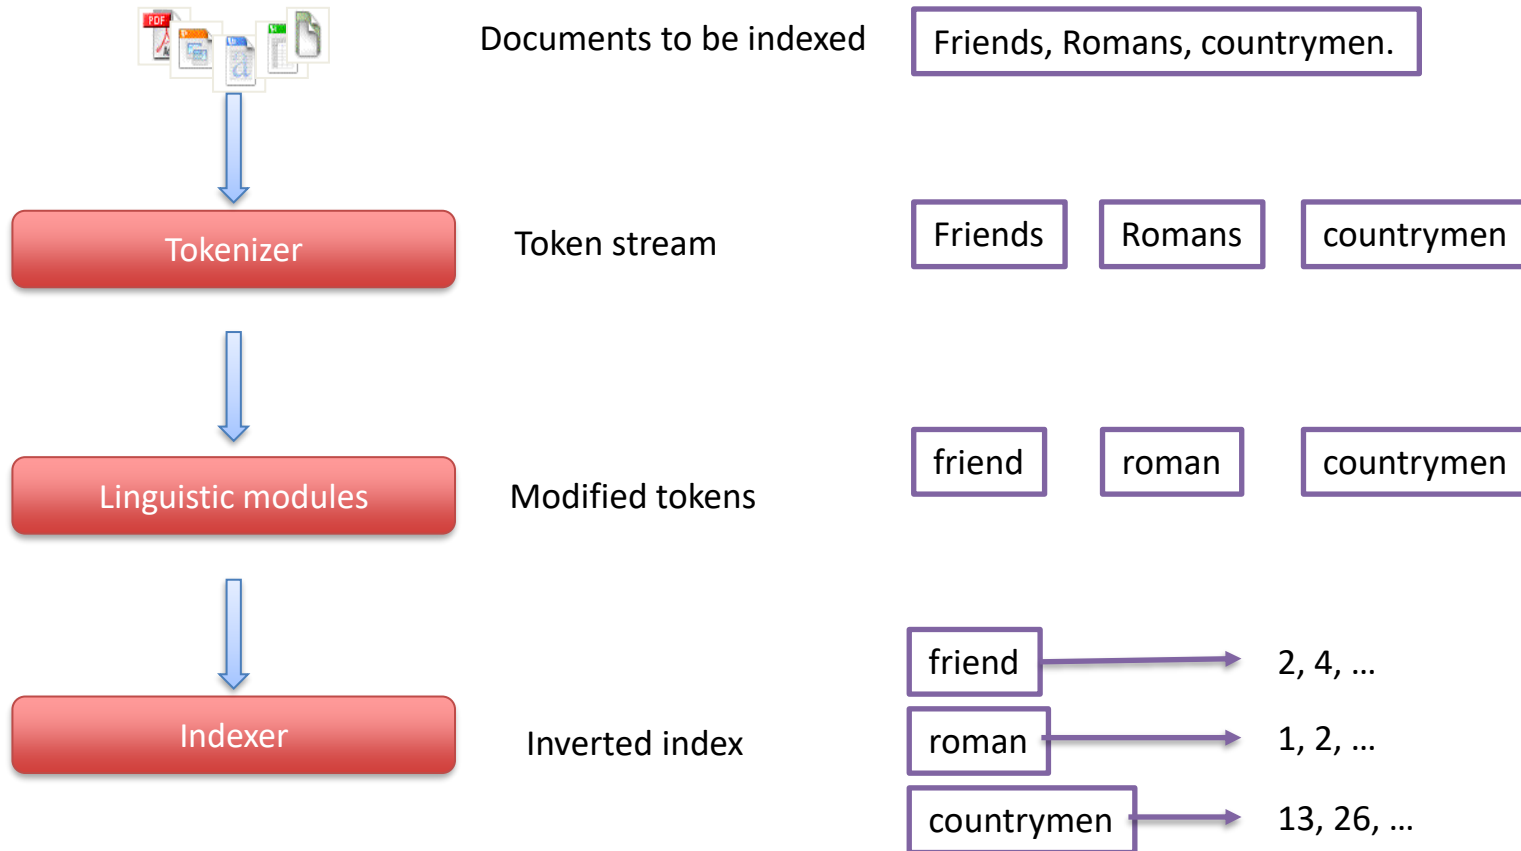 PDF
Documents to be indexed
Friends, Romans, countrymen.
Tokenizer
Token stream
Friends
Romans
countrymen
Linguistic modules
Modified tokens
friend
roman
countrymen
Indexer
Inverted index
friend
2, 4, ...
roman
1, 2, ...
countrymen
13, 26, ...